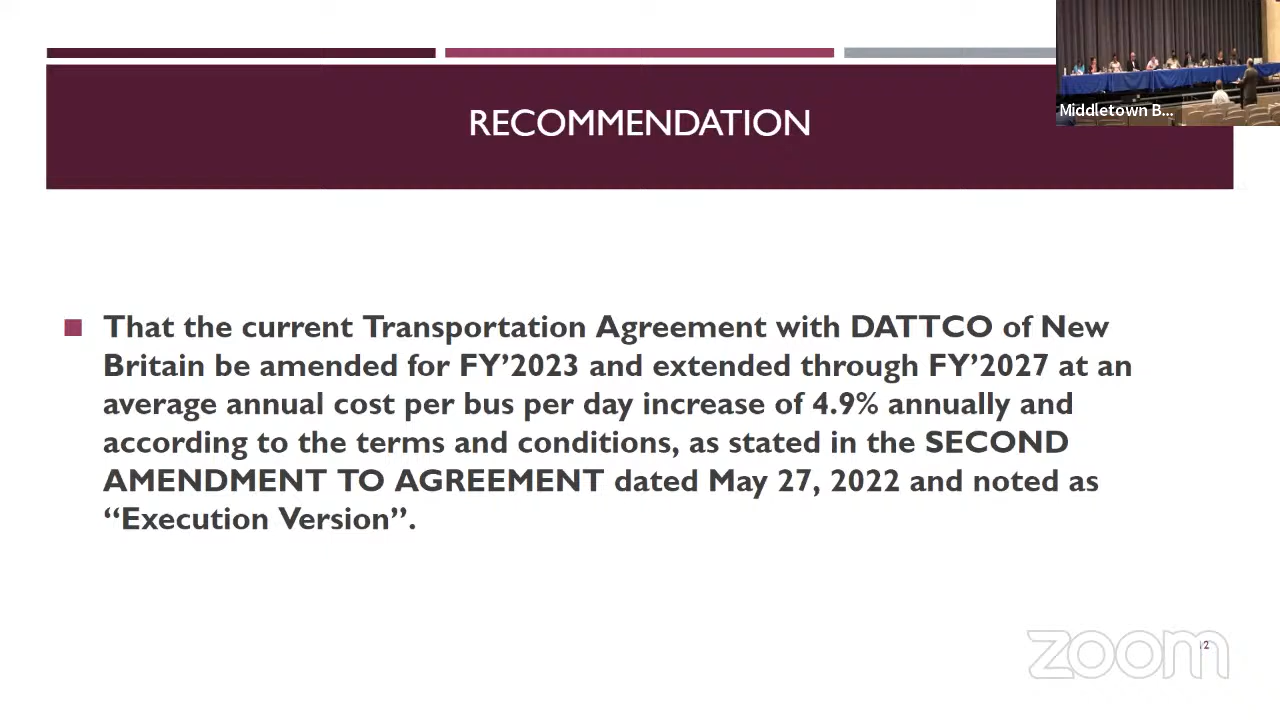 Middletown B...
RECOMMENDATION
That the current Transportation Agreement with DATTCO of New
Britain be amended for FY’2023 and extended through FY’2027 at an
average annual cost per bus per day increase of 4.9% annually and
according to the terms and conditions, as stated in the SECOND
AMENDMENT TO AGREEMENT dated May 27, 2022 and noted as
“Execution Version”.
zoom
12